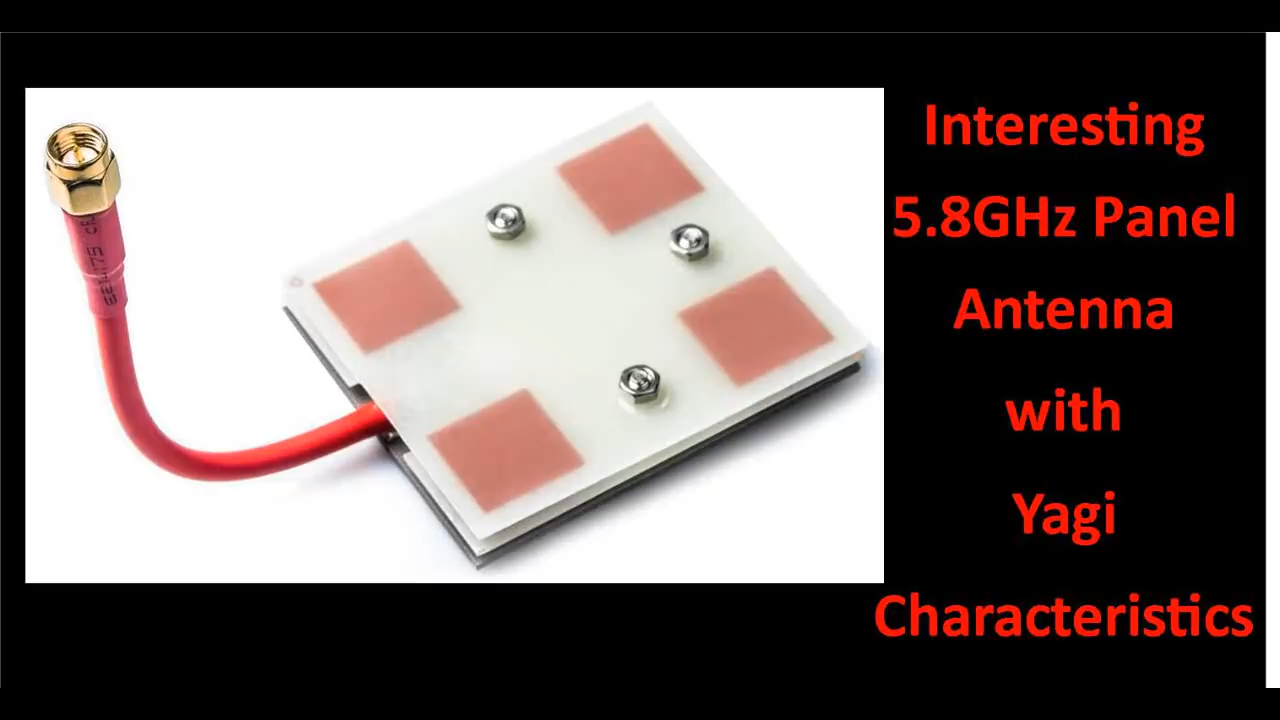 Interesting
5.8GHz Panel
Antenna
with
Yagi
Characteristics